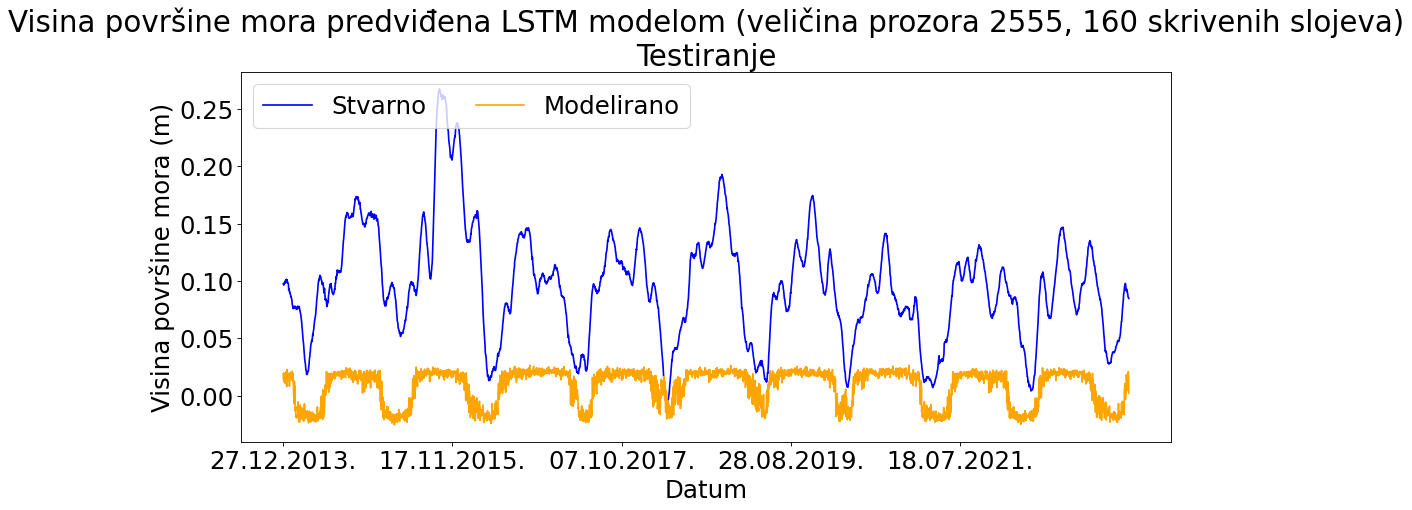 Visina površine mora predviđena LSTM modelom (veličina prozora 2555, 160 skrivenih slojeva)
Testiranje
Stvarno Modelirano
Visina površine mora (m)
0.25
0.20
0.15
0.10
0.05
0.00
27.12.2013. 17.11.2015. 07.10.2017. 28.08.2019. 18.07.2021.
Datum